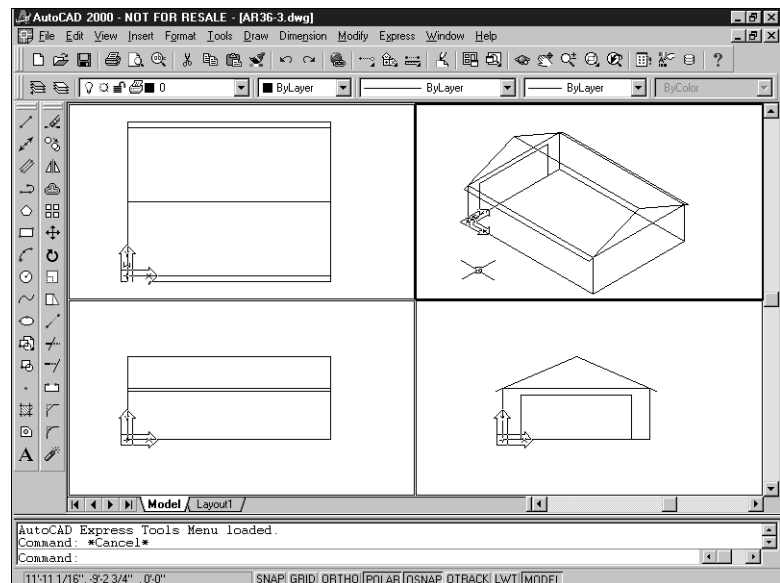 AutoCAD 2000 - NOT FOR RESALE - [AR36-3.dwg]
File Edit View Insert Format Tools Draw Dimension Modify Express Window Help
0 ByLayer ByLayer ByLayer ByColor
Model Layout1
AutoCAD Express Tools Menu loaded.
Command: *Cancel*
Command:
11'-11 1/16", -9'-2 3/4" , 0'-0" SNAP GRID ORTHO POLAR OSNAP OTRACK LWT MODEL